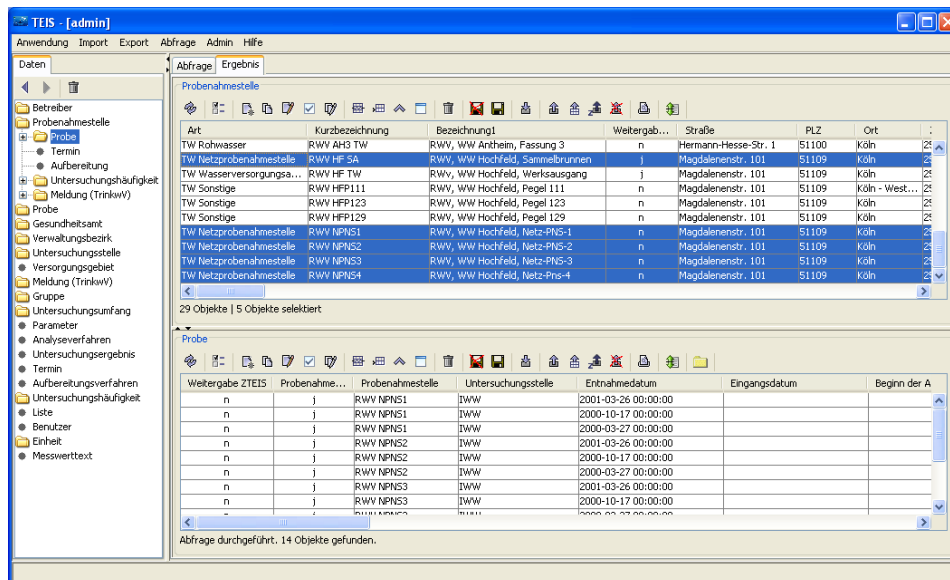 TEIS - [admin]
Anwendung Import Export Abfrage Admin Hilfe
Daten
Betreiber
Probenahmestelle
Probe
Termin
Aufbereitung
Untersuchungshäufigkeit
Meldung (TrinkwV)
Probe
Gesundheitsamt
Verwaltungsbezirk
Untersuchungsstelle
Versorgungsgebiet
Meldung (TrinkwV)
Gruppe
Untersuchungsumfang
Parameter
Analyseverfahren
Untersuchungsergebnis
Termin
Aufbereitungsverfahren
Untersuchungshäufigkeit
Liste
Benutzer
Einheit
Messwerttext
Abfrage Ergebnis
Probenahmestelle
Art Kurzbezeichnung Bezeichnung1 Weitergab... Straße PLZ Ort
TW Rohwasser RWV AH3 TW RWV, WW Antheim, Fassung 3 n Hermann-Hesse-Str. 1 51100 Köln
TW Netzprobenahmestelle RWV HF SA RWV, WW Hochfeld, Sammelbrunnen j Magdalenenstr. 101 51109 Köln
TW Wasserversorgungsa... RWV HF TW RWv, WW Hochfeld, Werksausgang j Magdalenenstr. 101 51109 Köln
TW Sonstige RWV HFP111 RWV, WW Hochfeld, Pegel 111 n Magdalenenstr. 101 51109 Köln - West...
TW Sonstige RWV HFP123 RWV, WW Hochfeld, Pegel 123 n Magdalenenstr. 101 51109 Köln
TW Sonstige RWV HFP129 RWV, WW Hochfeld, Pegel 129 n Magdalenenstr. 101 51109 Köln
TW Netzprobenahmestelle RWV NPNS1 RWV, WW Hochfeld, Netz-PNS-1 n Magdalenenstr. 101 51109 Köln
TW Netzprobenahmestelle RWV NPNS2 RWV, WW Hochfeld, Netz-PNS-2 n Magdalenenstr. 101 51109 Köln
TW Netzprobenahmestelle RWV NPNS3 RWV, WW Hochfeld, Netz-PNS-3 n Magdalenenstr. 101 51109 Köln
TW Netzprobenahmestelle RWV NPNS4 RWV, WW Hochfeld, Netz-Pns-4 n Magdalenenstr. 101 51109 Köln
29 Objekte | 5 Objekte selektiert
Probe
Weitergabe ZTEIS Probenahme... Probenahmestelle Untersuchungsstelle Entnahmedatum Eingangsdatum Beginn der A
n j RWV NPNS1 IWW 2001-03-26 00:00:00
n j RWV NPNS1 IWW 2000-10-17 00:00:00
n j RWV NPNS1 IWW 2000-03-27 00:00:00
n j RWV NPNS2 IWW 2001-03-26 00:00:00
n j RWV NPNS2 IWW 2000-10-17 00:00:00
n j RWV NPNS2 IWW 2000-03-27 00:00:00
n j RWV NPNS3 IWW 2001-03-26 00:00:00
n j RWV NPNS3 IWW 2000-10-17 00:00:00
Abfrage durchgeführt. 14 Objekte gefunden.